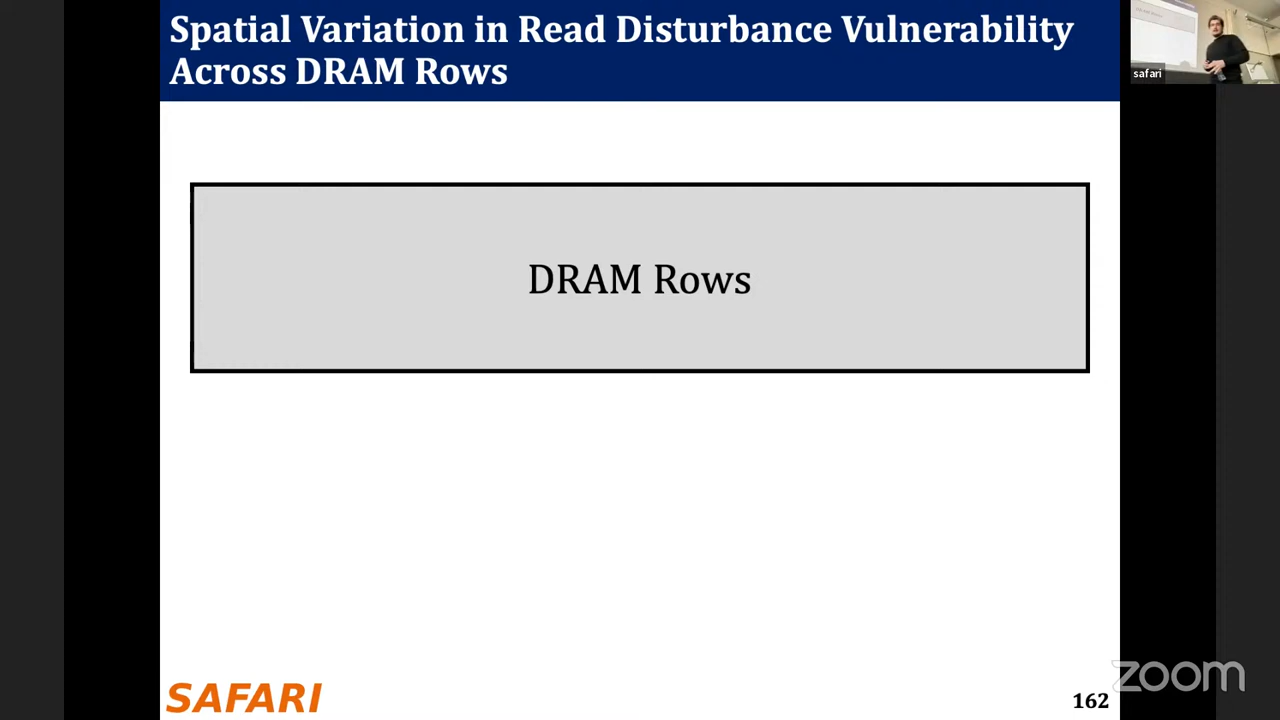 Spatial Variation in Read Disturbance Vulnerability
Across DRAM Rows
safari
DRAM Rows
SAFARI
162
zoom